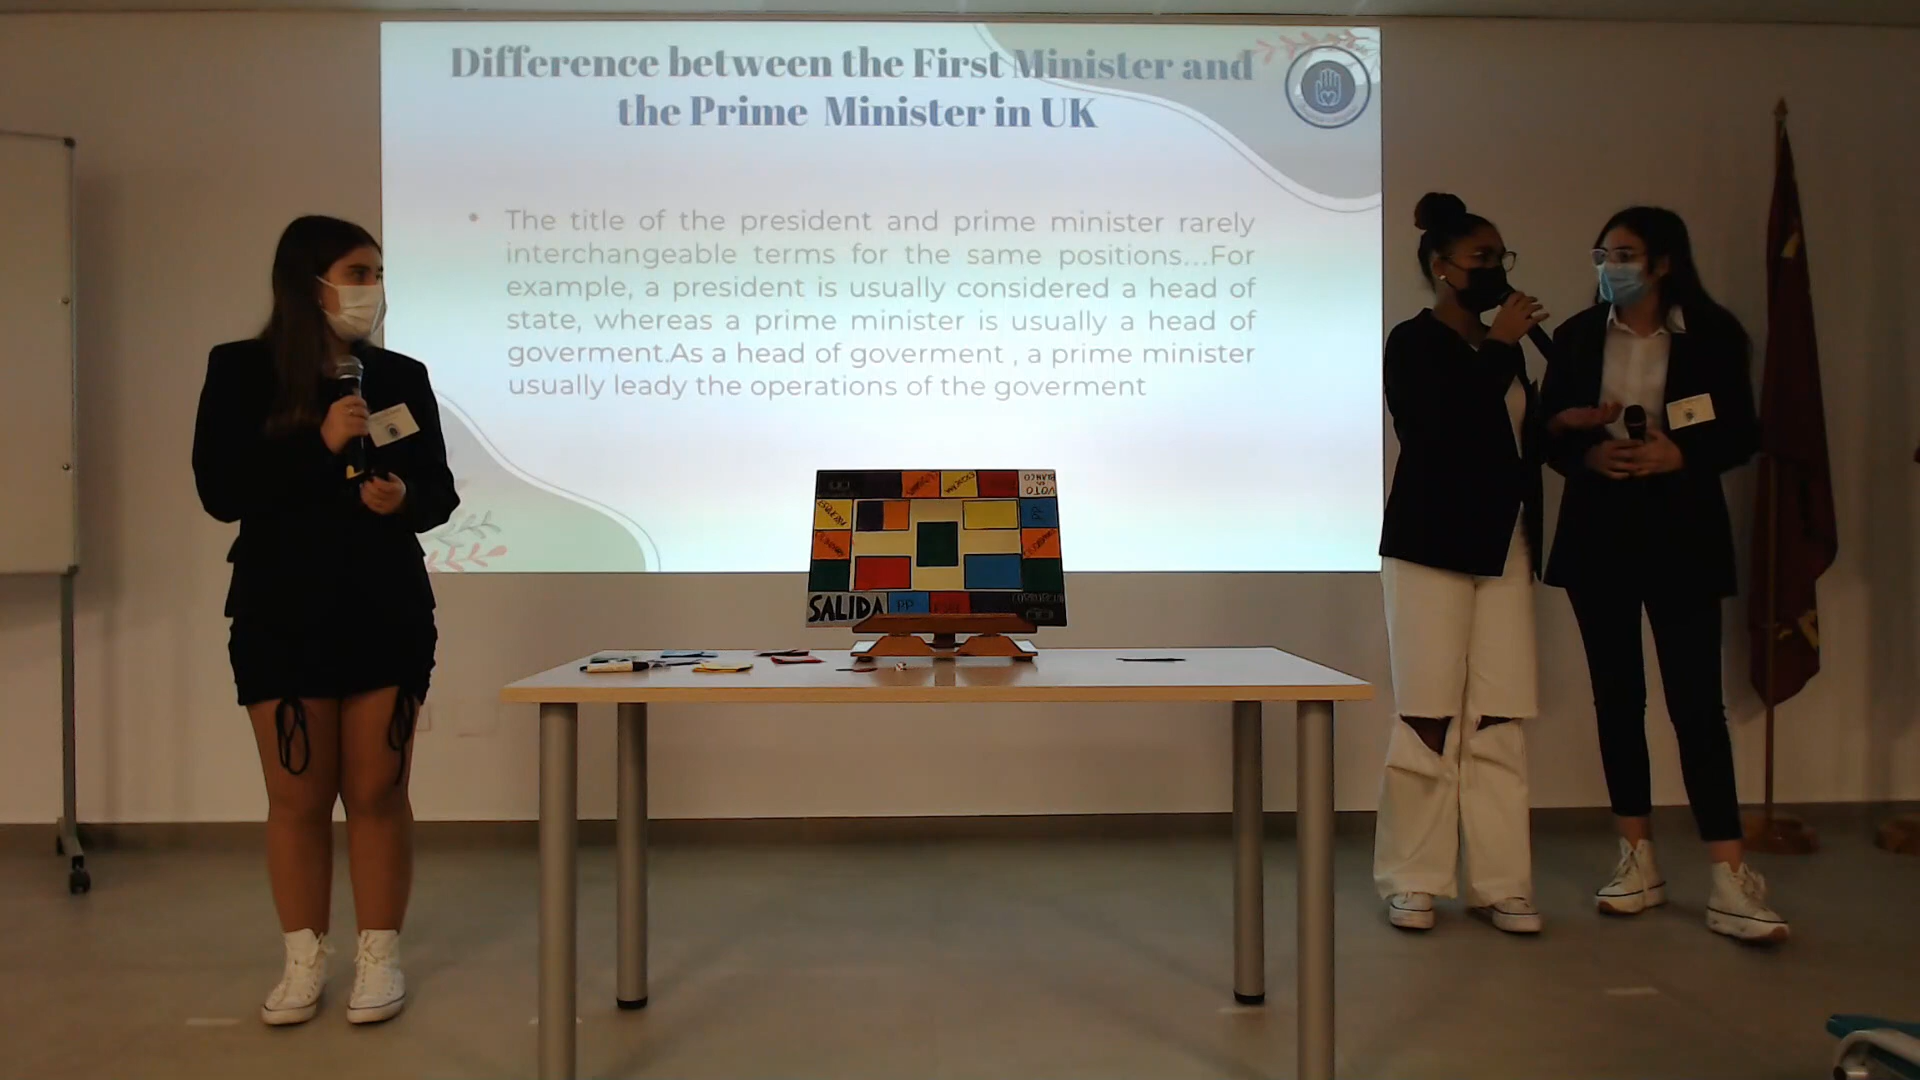 Difference between the First Minister and
the Prime Minister in UK
• The title of the president and prime minister rarely
interchangeable terms for the same positions...For
example, a president is usually considered a head of
state, whereas a prime minister is usually a head of
goverment.As a head of goverment , a prime minister
usually leady the operations of the goverment
VOTO
EN
BLANCO
SALIDA
PP